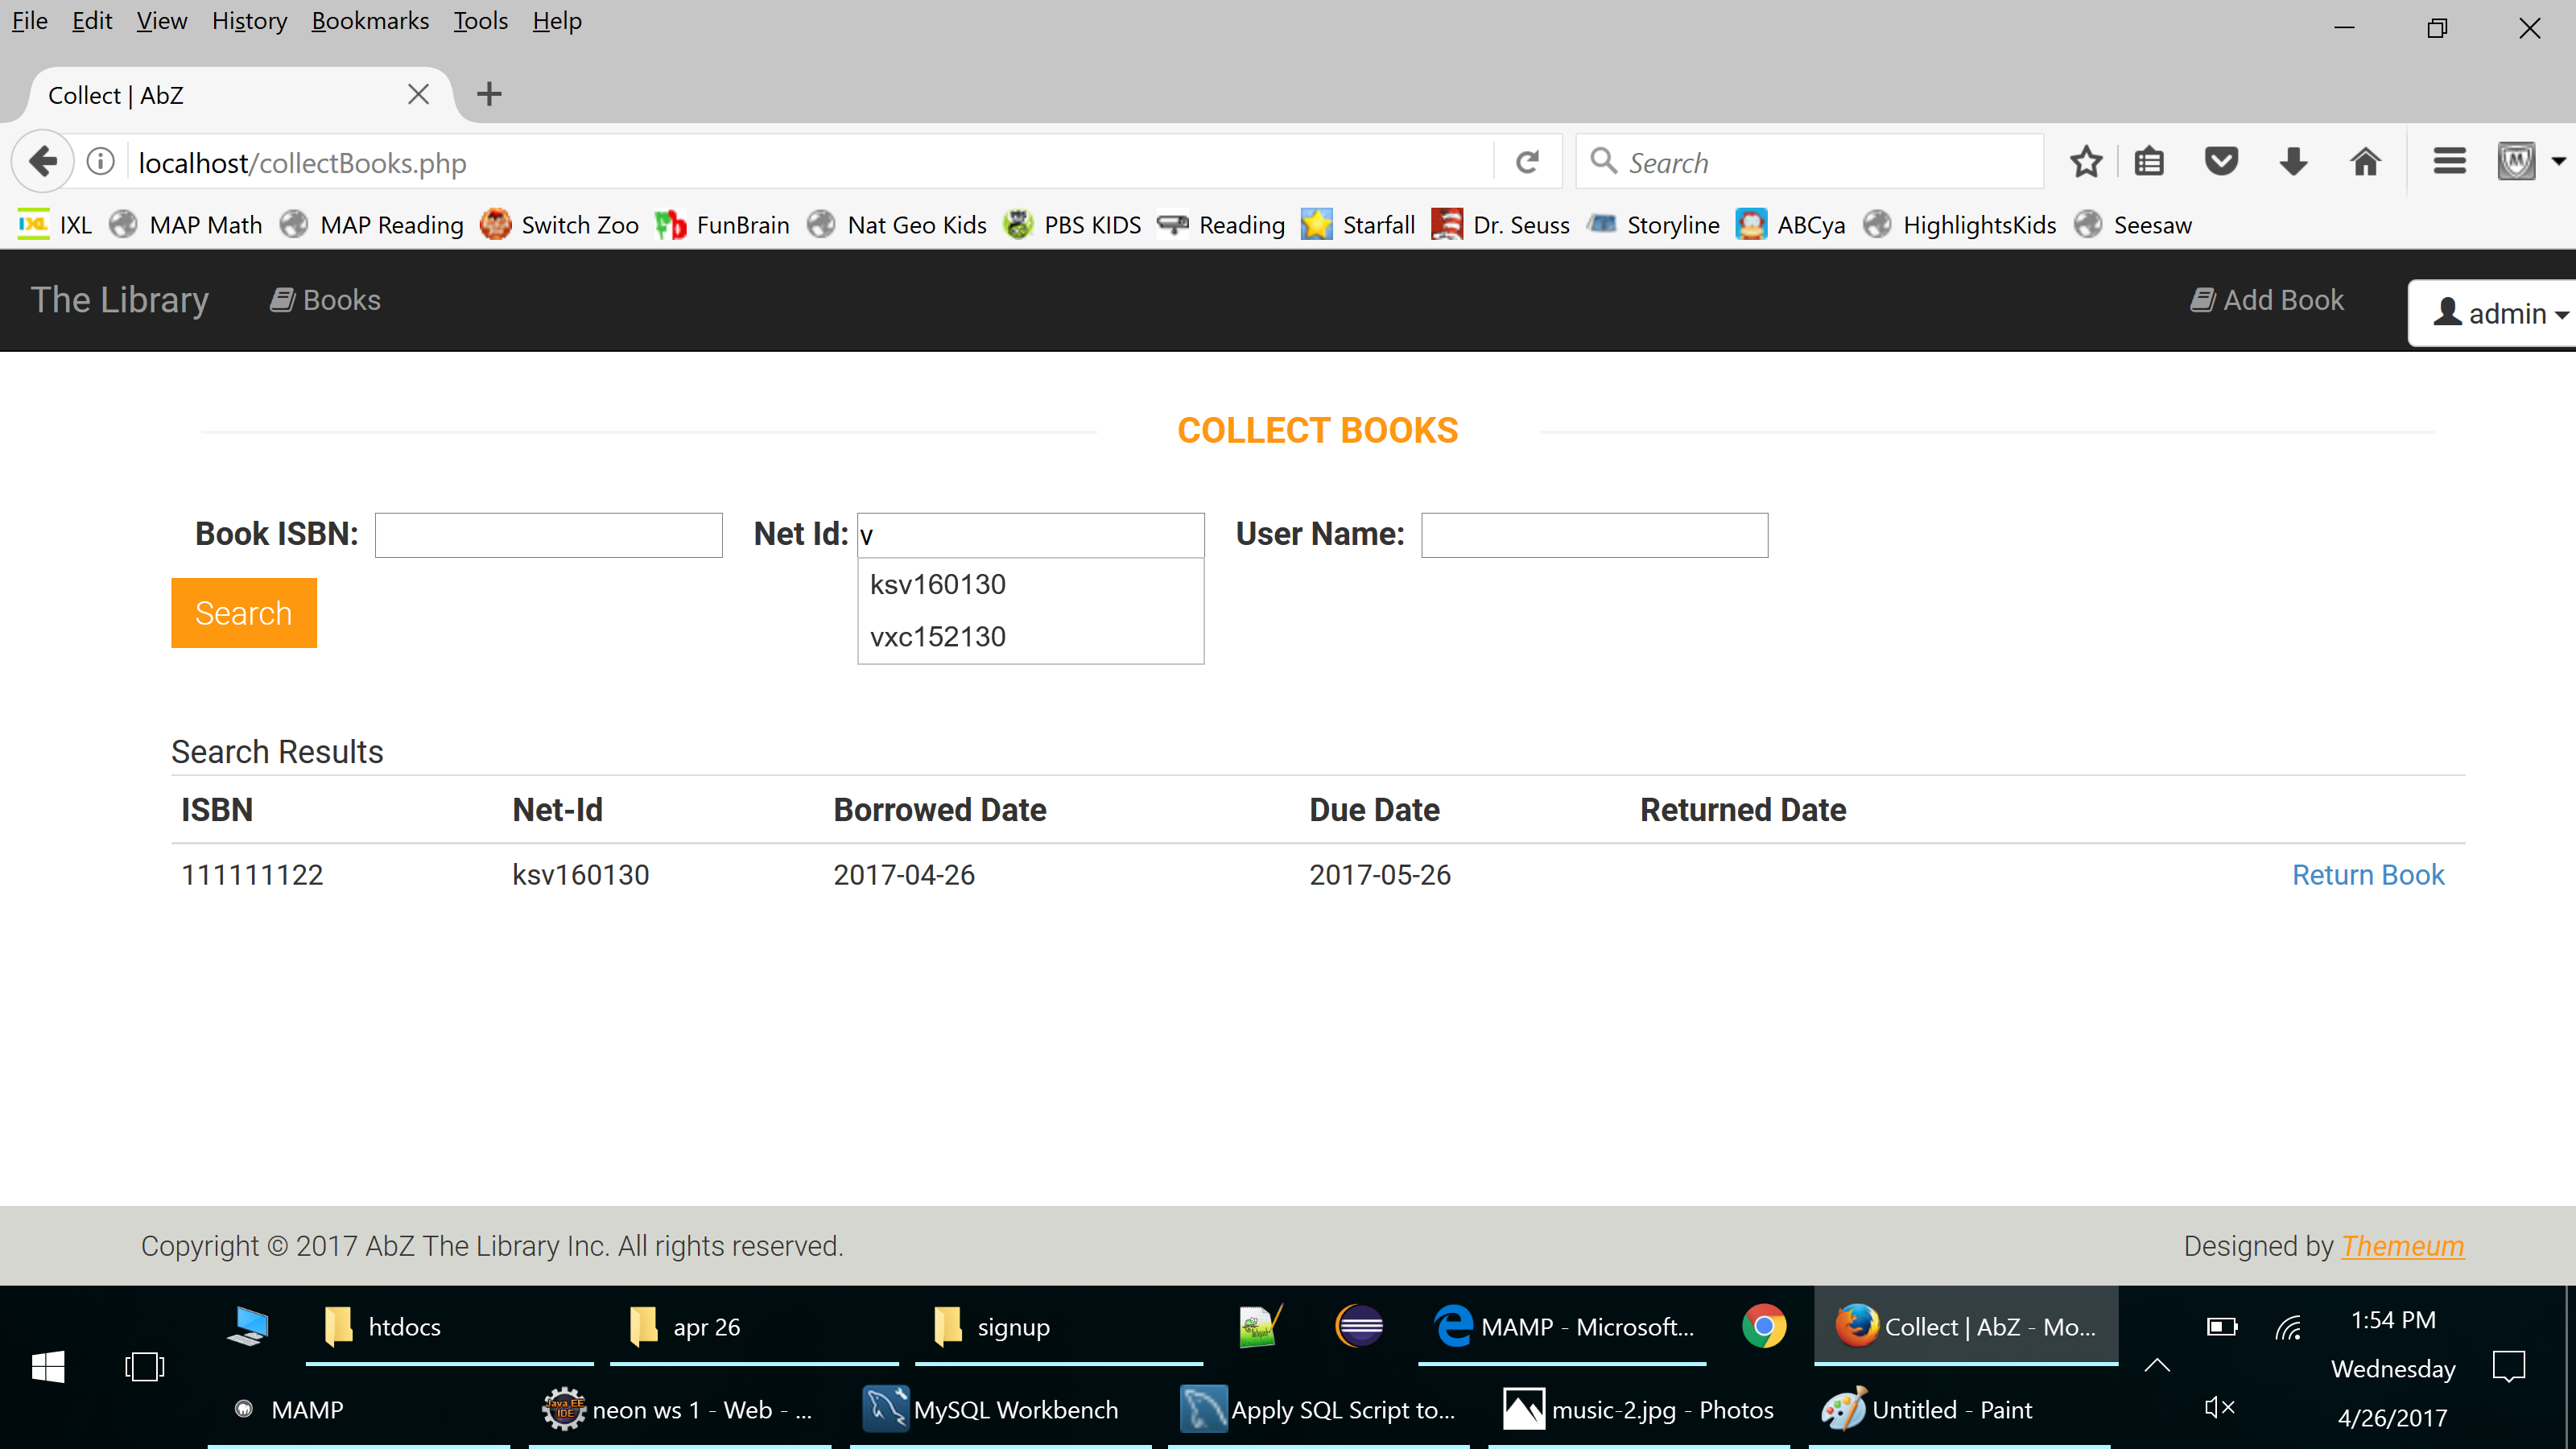 File Edit View History Bookmarks Tools Help
Collect | AbZ
localhost/collectBooks.php Search
IXL MAP Math MAP Reading Switch Zoo FunBrain Nat Geo Kids PBS KIDS Reading Starfall Dr. Seuss Storyline ABCya HighlightsKids Seesaw
The Library Books Add Book admin
COLLECT BOOKS
Book ISBN: Net Id: v User Name:
ksv160130
Search
vxc152130
Search Results
ISBN Net-Id Borrowed Date Due Date Returned Date
111111122 ksv160130 2017-04-26 2017-05-26 Return Book
Copyright © 2017 AbZ The Library Inc. All rights reserved. Designed by Themeum
htdocs apr 26 signup MAMP - Microsoft... Collect | AbZ - Mo... 1:54 PM
Wednesday
MAMP neon ws 1 - Web - ... MySQL Workbench Apply SQL Script to... music-2.jpg - Photos Untitled - Paint 4/26/2017